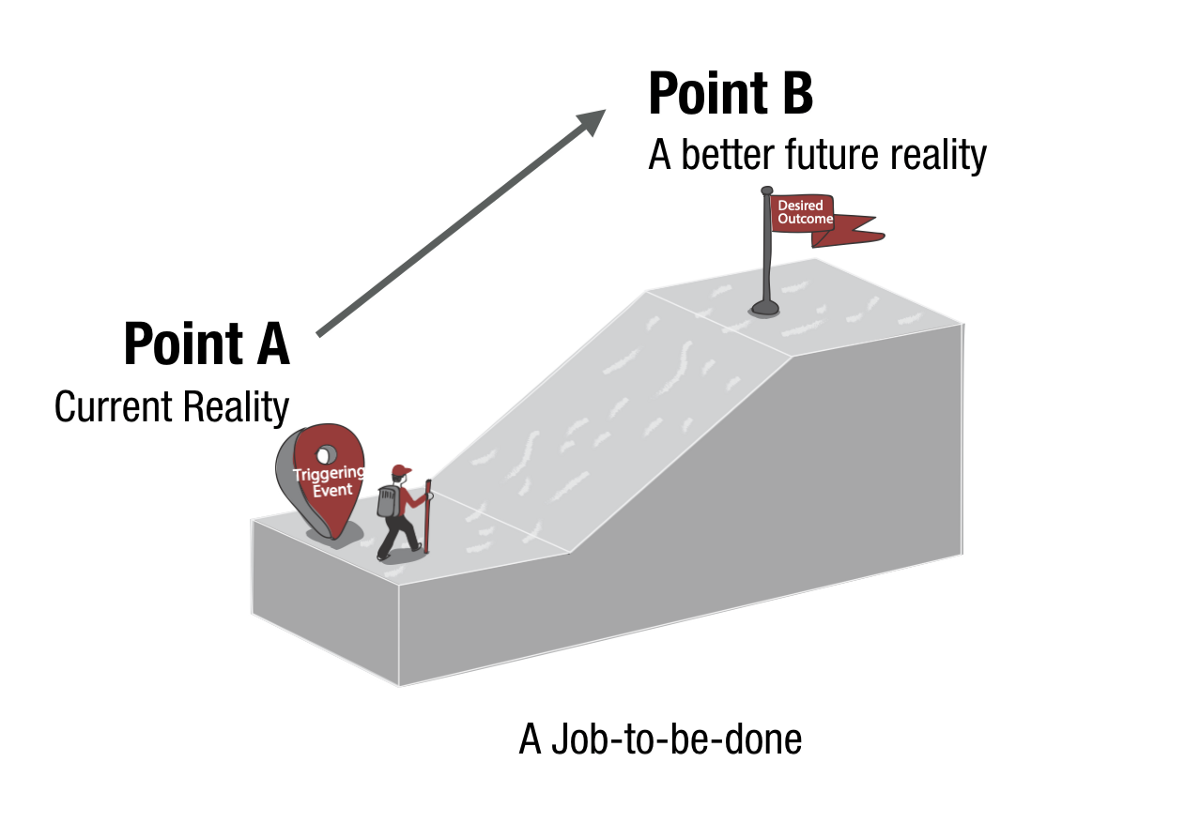 Point B
A better future reality
Desired
Outcome
Point A
Current Reality
Triggering
Event
A Job-to-be-done